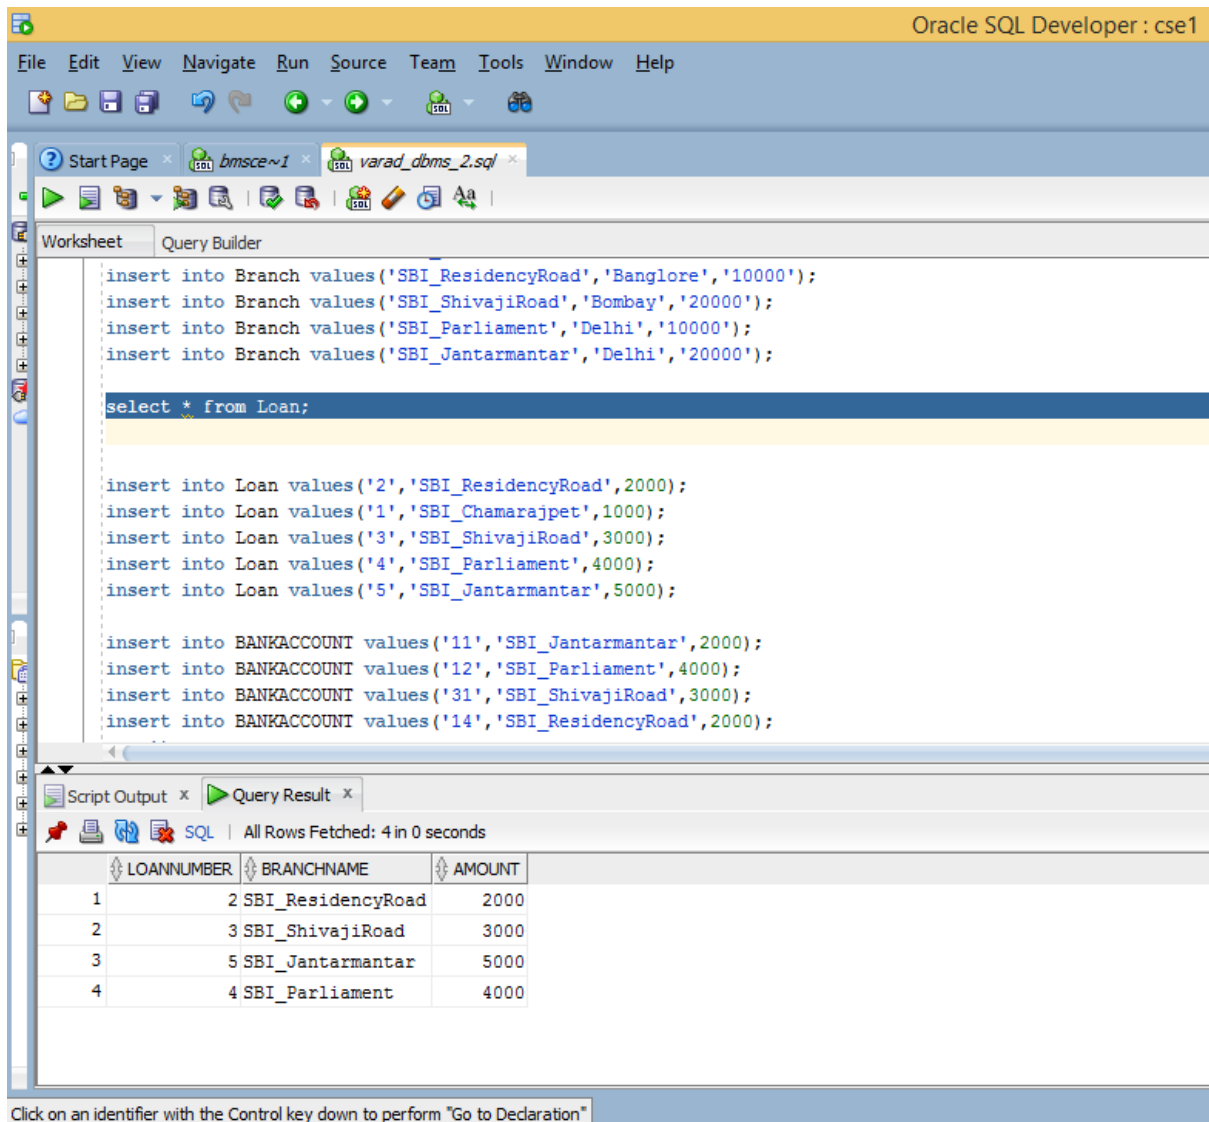 Oracle SQL Developer : cse1
File Edit View Navigate Run Source Team Tools Window Help
Start Page bmsce~1 varad_dbms_2.sql
Worksheet Query Builder
insert into Branch values('SBI_ResidencyRoad','Banglore','10000');
insert into Branch values('SBI_ShivajiRoad','Bombay','20000');
insert into Branch values('SBI_Parliament','Delhi','10000');
insert into Branch values('SBI_Jantarmantar','Delhi','20000');
select * from Loan;
insert into Loan values('2','SBI_ResidencyRoad',2000);
insert into Loan values('1','SBI_Chamarajpet',1000);
insert into Loan values('3','SBI_ShivajiRoad',3000);
insert into Loan values('4','SBI_Parliament',4000);
insert into Loan values('5','SBI_Jantarmantar',5000);
insert into BANKACCOUNT values('11','SBI_Jantarmantar',2000);
insert into BANKACCOUNT values('12','SBI_Parliament',4000);
insert into BANKACCOUNT values('31','SBI_ShivajiRoad',3000);
insert into BANKACCOUNT values('14','SBI_ResidencyRoad',2000);
Script Output x Query Result x
SQL | All Rows Fetched: 4 in 0 seconds
LOANNUMBER BRANCHNAME AMOUNT
1 2 SBI_ResidencyRoad 2000
2 3 SBI_ShivajiRoad 3000
3 5 SBI_Jantarmantar 5000
4 4 SBI_Parliament 4000
Click on an identifier with the Control key down to perform "Go to Declaration"